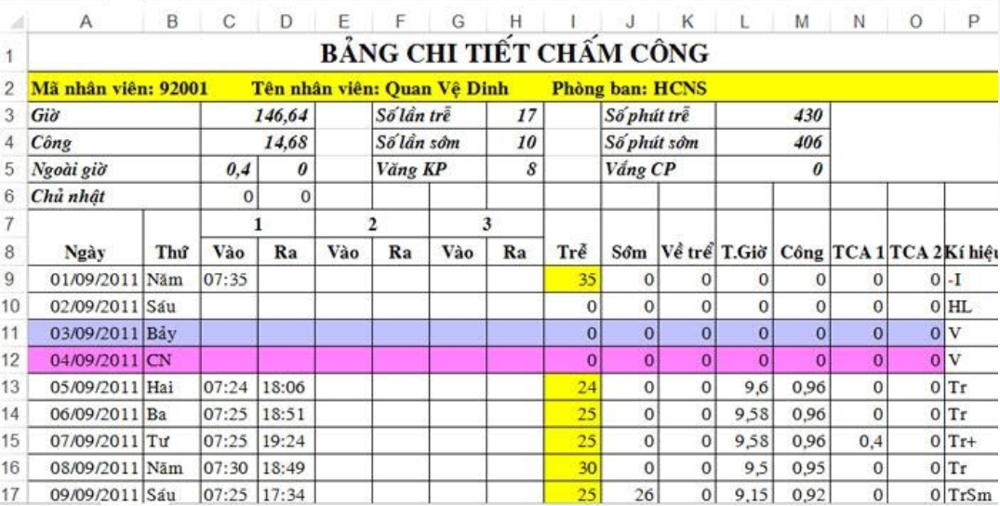 A B C D E F G H I J K L M N O P
1 BẢNG CHI TIẾT CHẤM CÔNG
2 Mã nhân viên: 92001 Tên nhân viên: Quan Vệ Dinh Phòng ban: HCNS
3 Giờ 146,64 Số lần trễ 17 Số phút trễ 430
4 Công 14,68 Số lần sớm 10 Số phút sớm 406
5 Ngoài giờ 0,4 0 Văng KP 8 Vắng CP 0
6 Chủ nhật 0 0
7 1 2 3
8 Ngày Thứ Vào Ra Vào Ra Vào Ra Trễ Sớm Về trể T.Giờ Công TCA 1 TCA 2 Kí hiệu
9 01/09/2011 Năm 07:35 35 0 0 0 0 0 0 -I
10 02/09/2011 Sáu 0 0 0 0 0 0 0 HL
11 03/09/2011 Bảy 0 0 0 0 0 0 0 V
12 04/09/2011 CN 0 0 0 0 0 0 0 V
13 05/09/2011 Hai 07:24 18:06 24 0 0 9,6 0,96 0 0 Tr
14 06/09/2011 Ba 07:25 18:51 25 0 0 9,58 0,96 0 0 Tr
15 07/09/2011 Tư 07:25 19:24 25 0 0 9,58 0,96 0,4 0 Tr+
16 08/09/2011 Năm 07:30 18:49 30 0 0 9,5 0,95 0 0 Tr
17 09/09/2011 Sáu 07:25 17:34 25 26 0 9,15 0,92 0 0 TrSm